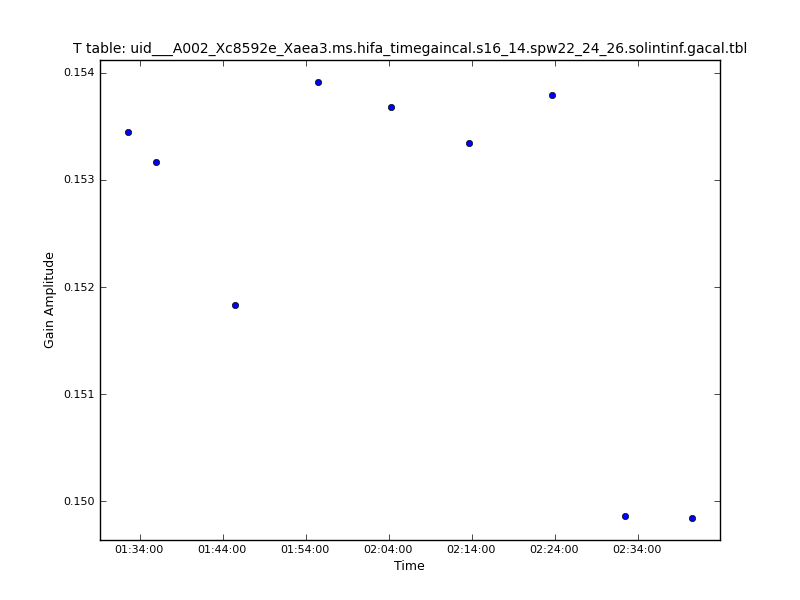 T table: uid___A002_Xc8592e_Xaea3.ms.hifa_timegaincal.s16_14.spw22_24_26.solintinf.gacal.tbl
0.154
0.153
0.152
0.151
0.150
Gain Amplitude
01:34:00 01:44:00 01:54:00 02:04:00 02:14:00 02:24:00 02:34:00
Time